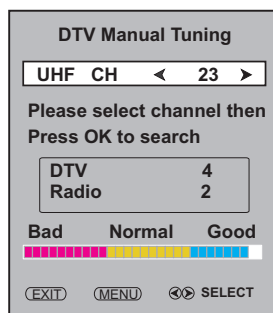 DTV Manual Tuning
UHF CH 23
Please select channel then
Press OK to search
DTV 4
Radio 2
Bad Normal Good
EXIT MENU SELECT